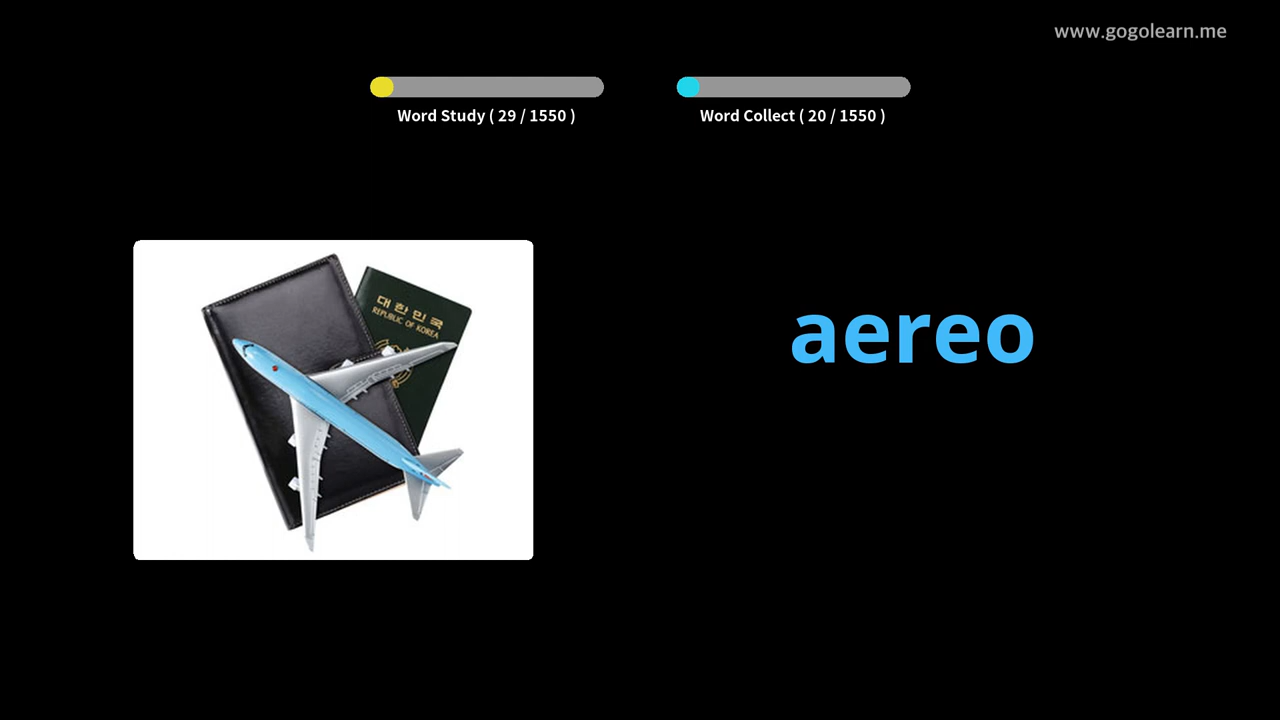 www.gogolearn.me
Word Study ( 29 / 1550 )
Word Collect ( 20 / 1550 )
대한민국
REPUBLIC OF KOREA
aereo